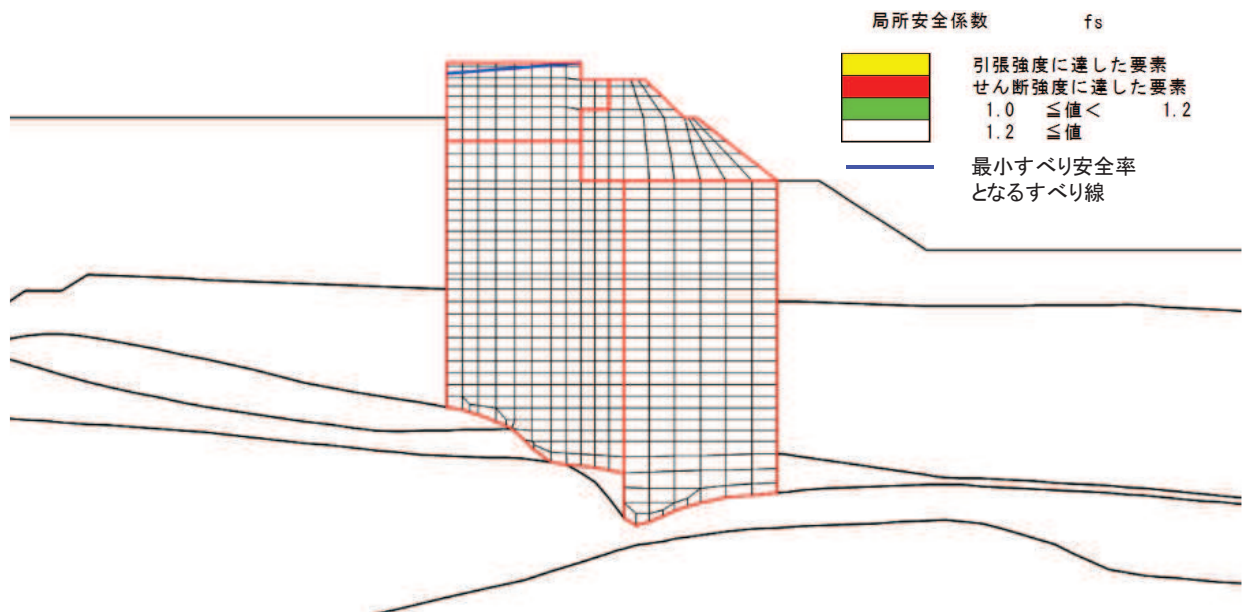 局所安全係数 fs
引張強度に達した要素
せん断強度に達した要素
1.0 ≦値< 1.2
1.2 ≦値
最小すべり安全率
となるすべり線